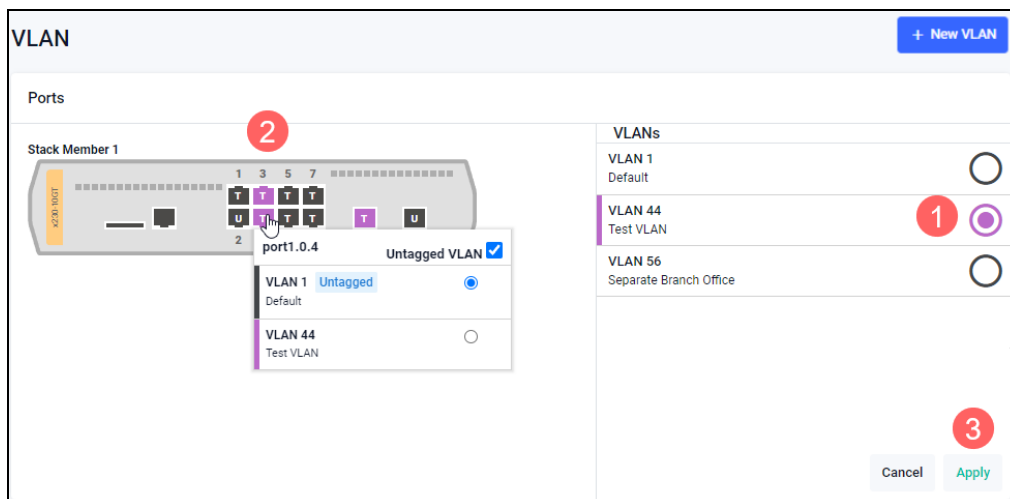 VLAN
+ New VLAN
Ports
2
Stack Member 1
1 3 5 7
x230-10GT
T T T T
U T T T T U
2
port1.0.4
Untagged VLAN
VLAN 1 Untagged
Default
VLAN 44
Test VLAN
VLANs
VLAN 1
Default
VLAN 44
Test VLAN
1
VLAN 56
Separate Branch Office
3
Cancel
Apply